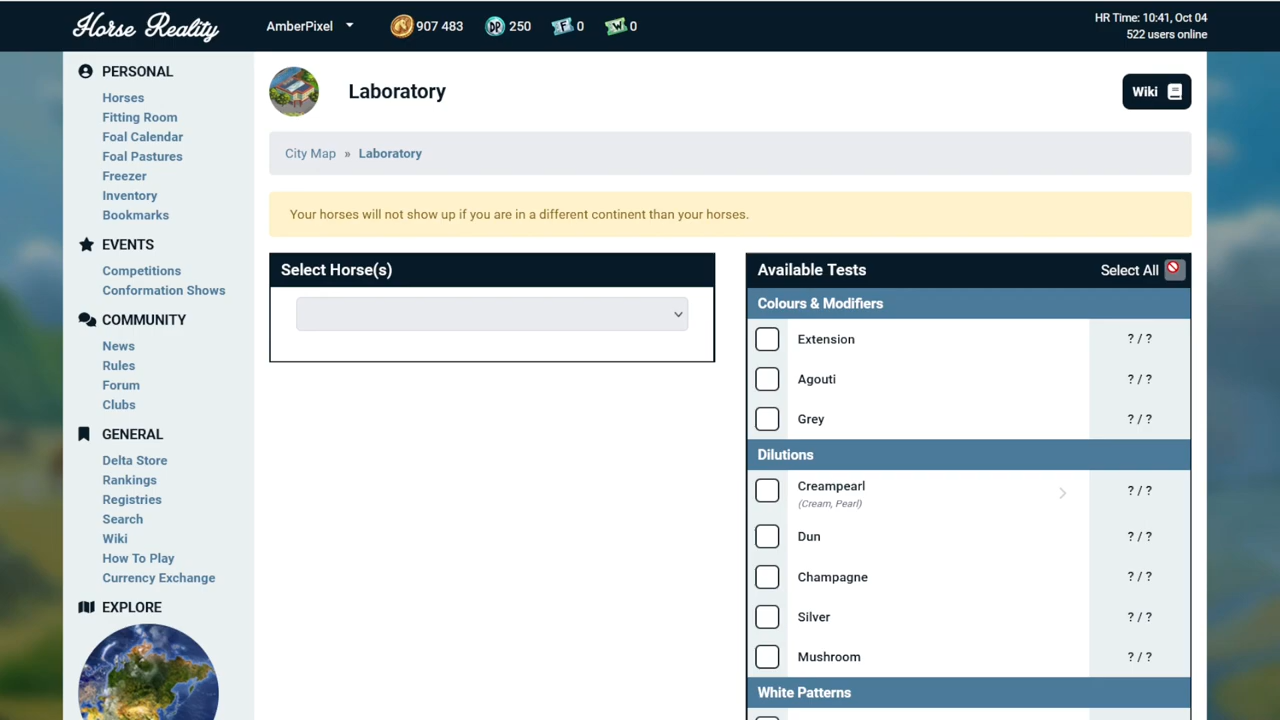 Horse Reality
AmberPixel
907 483
DP 250
F 0
W 0
HR Time: 10:41, Oct 04
522 users online
PERSONAL
Horses
Fitting Room
Foal Calendar
Foal Pastures
Freezer
Inventory
Bookmarks
EVENTS
Competitions
Conformation Shows
COMMUNITY
News
Rules
Forum
Clubs
GENERAL
Delta Store
Rankings
Registries
Search
Wiki
How To Play
Currency Exchange
EXPLORE
Laboratory
Wiki
City Map » Laboratory
Your horses will not show up if you are in a different continent than your horses.
Select Horse(s)
Available Tests
Select All
Colours & Modifiers
Extension ? / ?
Agouti ? / ?
Grey ? / ?
Dilutions
Creampearl ? / ?
(Cream, Pearl)
Dun ? / ?
Champagne ? / ?
Silver ? / ?
Mushroom ? / ?
White Patterns